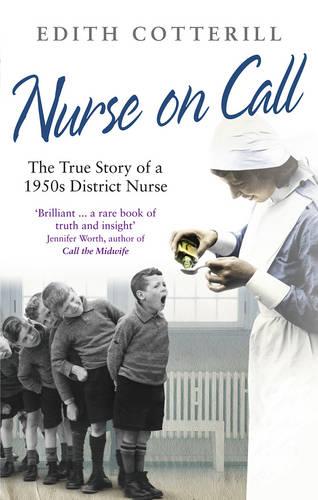 EDITH COTTERILL
Nurse on Call
The True Story of a
1950s District Nurse
‘Brilliant ... a rare book of
truth and insight’
Jennifer Worth, author of
Call the Midwife